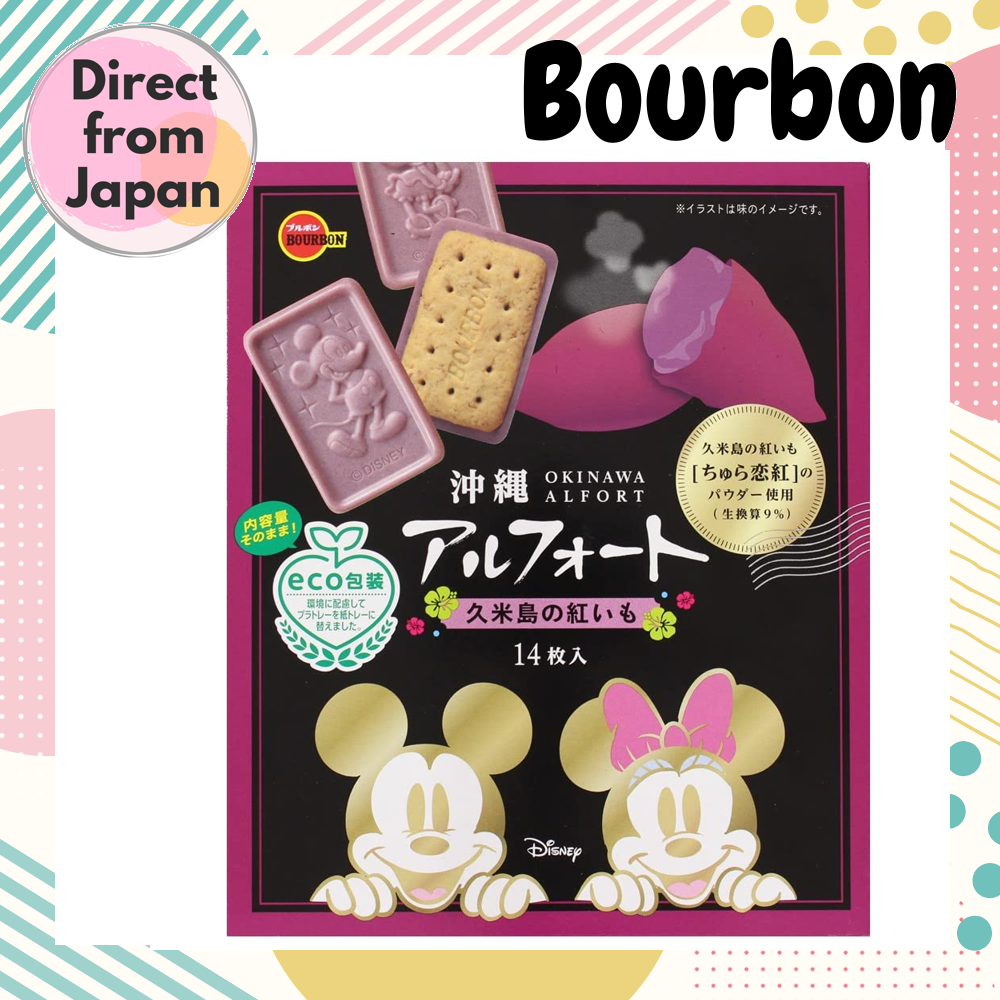 Direct
from
Japan
Bourbon
※イラストは味のイメージです。
ブルボン
BOURBON
BOURBON
©
©DISNEY
久米島の紅いも
[ちゅら恋紅]の
パウダー使用
(生換算9%)
沖縄 OKINAWA
ALFORT
アルフォート
内容量
そのまま!
eco包装
環境に配慮して
プラトレーを紙トレーに
替えました。
久米島の紅いも
14枚入
Disney